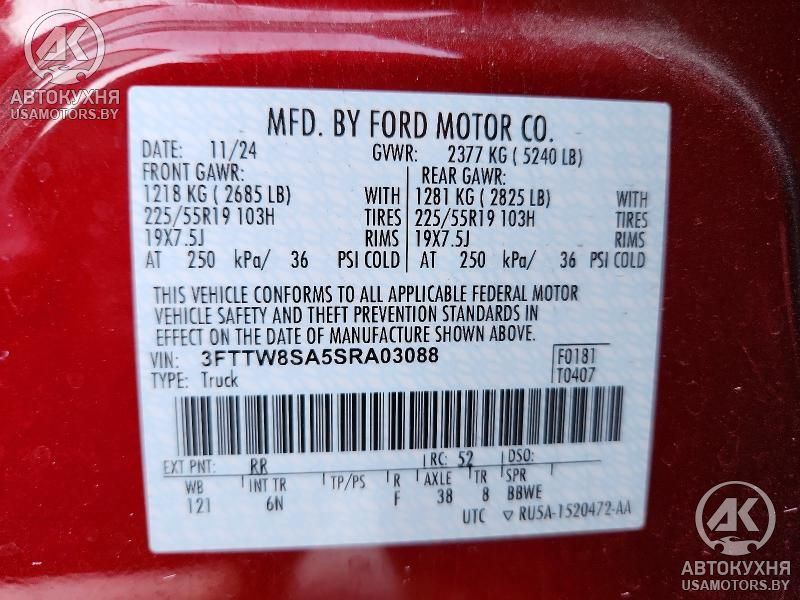 АК
АВТОКУХНЯ
USAMOTORS.BY
MFD. BY FORD MOTOR CO.
DATE: 11/24 GVWR: 2377 KG ( 5240 LB)
FRONT GAWR: REAR GAWR:
1218 KG ( 2685 LB) WITH 1281 KG ( 2825 LB) WITH
225/55R19 103H TIRES 225/55R19 103H TIRES
19X7.5J RIMS 19X7.5J RIMS
AT 250 kPa/ 36 PSI COLD AT 250 kPa/ 36 PSI COLD
THIS VEHICLE CONFORMS TO ALL APPLICABLE FEDERAL MOTOR
VEHICLE SAFETY AND THEFT PREVENTION STANDARDS IN
EFFECT ON THE DATE OF MANUFACTURE SHOWN ABOVE.
VIN: 3FTTW8SA5SRA03088 F0181
TYPE: Truck T0407
EXT PNT: RR RC: 52 DSO:
WB INT TR TP/PS R AXLE TR SPR
121 6N F 38 8 BBWE
UTC ▽ RU5A-1520472-AA
АК
АВТОКУХНЯ
USAMOTORS.BY